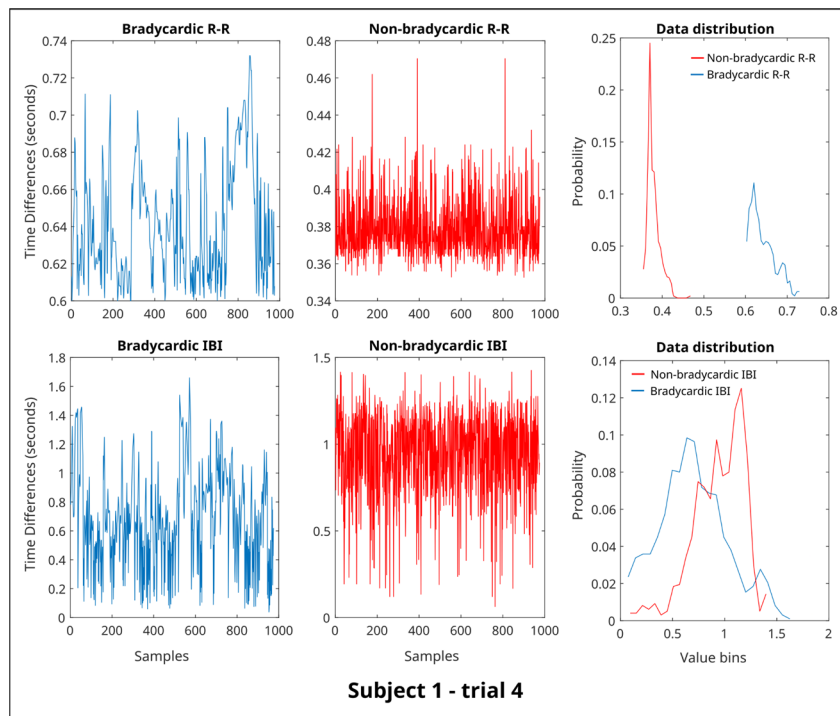 Bradycardic R-R
Non-bradycardic R-R
Data distribution
Time Differences (seconds)
0.74
0.72
0.7
0.68
0.66
0.64
0.62
0.6
0 200 400 600 800 1000
0.48
0.46
0.44
0.42
0.4
0.38
0.36
0.34
0 200 400 600 800 1000
Probability
0.25
0.2
0.15
0.1
0.05
0
0.3 0.4 0.5 0.6 0.7 0.8
Non-bradycardic R-R
Bradycardic R-R
Bradycardic IBI
Non-bradycardic IBI
Data distribution
Time Differences (seconds)
1.8
1.6
1.4
1.2
1
0.8
0.6
0.4
0.2
0
0 200 400 600 800 1000
Samples
1.5
1
0.5
0
0 200 400 600 800 1000
Samples
Probability
0.14
0.12
0.1
0.08
0.06
0.04
0.02
0
0 0.5 1 1.5 2
Value bins
Non-bradycardic IBI
Bradycardic IBI
Subject 1 - trial 4